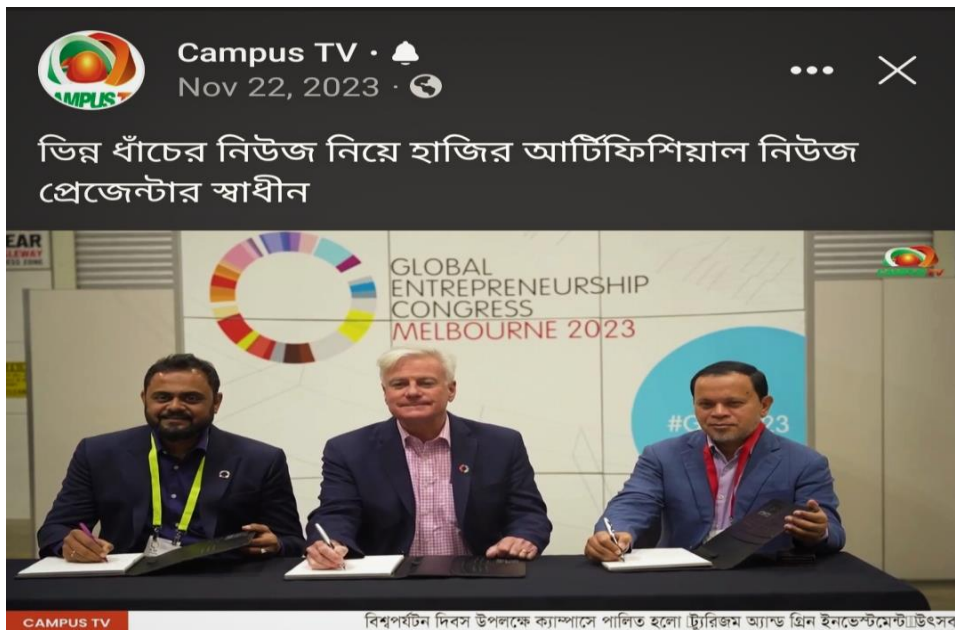 Campus TV
Nov 22, 2023
ভিন্ন ধাঁচের নিউজ নিয়ে হাজির আর্টিফিশিয়াল নিউজ
প্রেজেন্টার স্বাধীন
EAR
GLOBAL
ENTREPRENEURSHIP
CONGRESS
MELBOURNE 2023
CAMPUS TV
বিশ্বপর্যটন দিবস উপলক্ষে ক্যাম্পাসে পালিত হলো ট্যুরিজম অ্যান্ড গ্রিন ইনভেস্টমেন্ট উৎসব